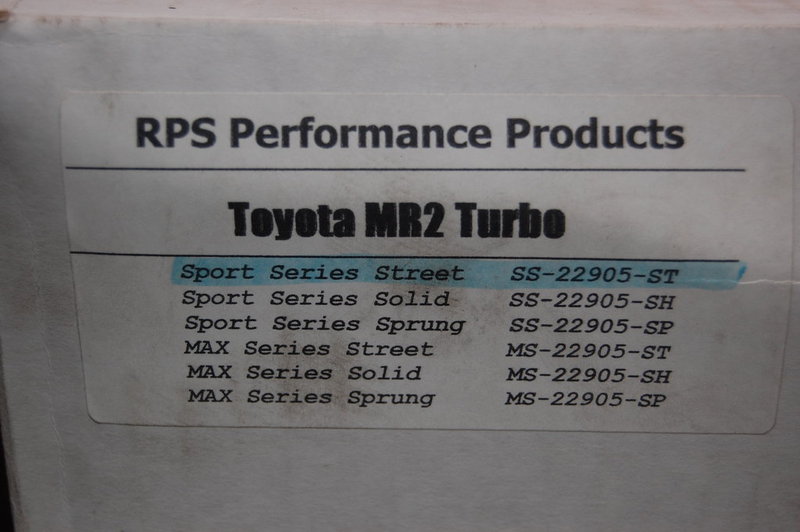 RPS Performance Products
Toyota MR2 Turbo
Sport Series Street SS-22905-ST
Sport Series Solid SS-22905-SH
Sport Series Sprung SS-22905-SP
MAX Series Street MS-22905-ST
MAX Series Solid MS-22905-SH
MAX Series Sprung MS-22905-SP